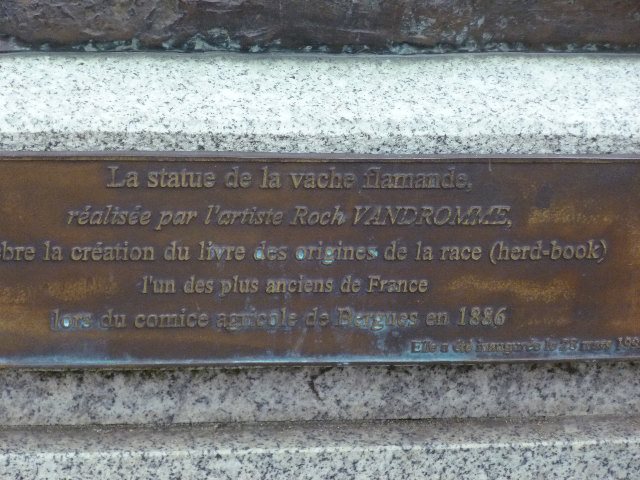 La statue de la vache flamande,
réalisée par l'artiste Roch VANDROMME,
bre la création du livre des origines de la race (herd-book)
l'un des plus anciens de France
lors du comice agricole de Bergues en 1886
Elle a été inaugurée le mars